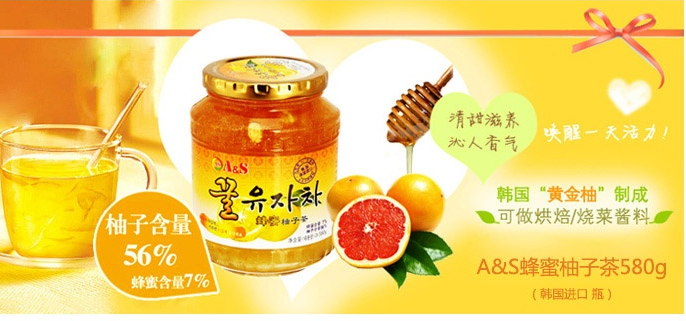 A&S
꿀유자차
蜂蜜柚子茶
柚子含量
56%
蜂蜜含量7%
清甜滋养
沁人香气
唤醒一天活力!
韩国“黄金柚”制成
可做烘焙/烧菜酱料
A&S蜂蜜柚子茶580g
(韩国进口 瓶)